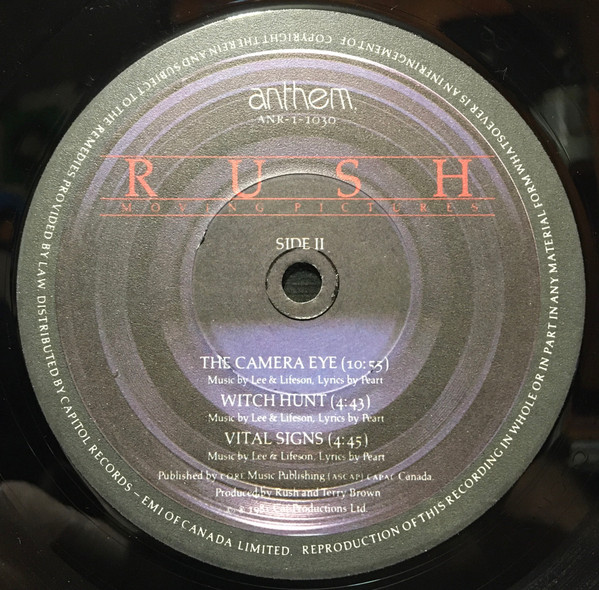 anthem.
ANR-1-1030
RUSH
MOVING PICTURES
SIDE II
THE CAMERA EYE (10:55)
Music by Lee & Lifeson, Lyrics by Peart
WITCH HUNT (4:43)
Music by Lee & Lifeson, Lyrics by Peart
VITAL SIGNS (4:45)
Music by Lee & Lifeson, Lyrics by Peart
Published by CORE Music Publishing (ASCAP) CAPAC Canada.
Produced by Rush and Terry Brown
1981 Productions Ltd.
DISTRIBUTED BY CAPITOL RECORDS – EMI OF CANADA LIMITED. REPRODUCTION OF THIS RECORDING IN WHOLE OR IN PART IN ANY MATERIAL FORM WHATSOEVER IS AN INFRINGEMENT OF COPYRIGHT THEREIN AND SUBJECT TO THE REMEDIES PROVIDED BY LAW.